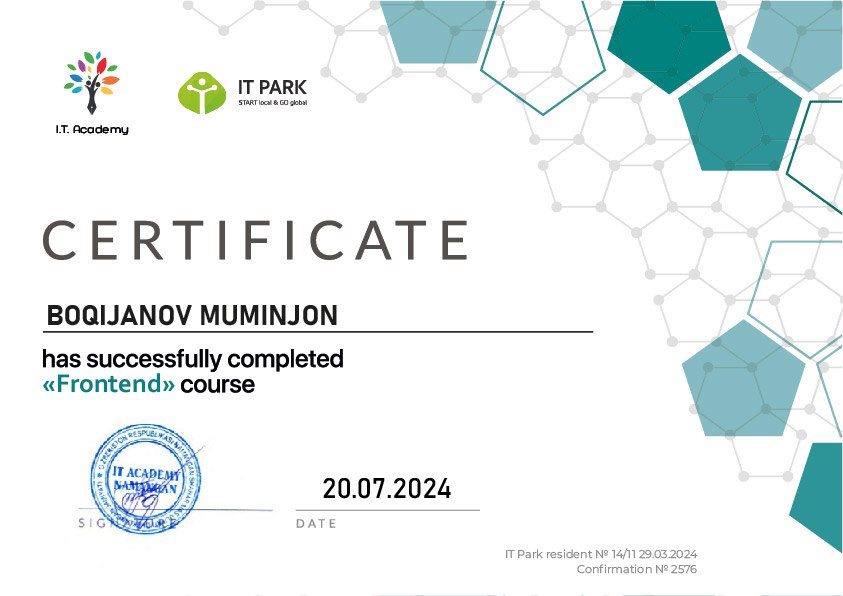 I.T. Academy
IT PARK
START local & GO global
CERTIFICATE
BOQIJANOV MUMINJON
has successfully completed
«Frontend» course
O'ZBEKISTON RESPUBLIKASI NAMANGAN
IT ACADEMY
NAMANGAN
SIGNATURE
20.07.2024
DATE
IT Park resident № 14/11 29.03.2024
Confirmation № 2576